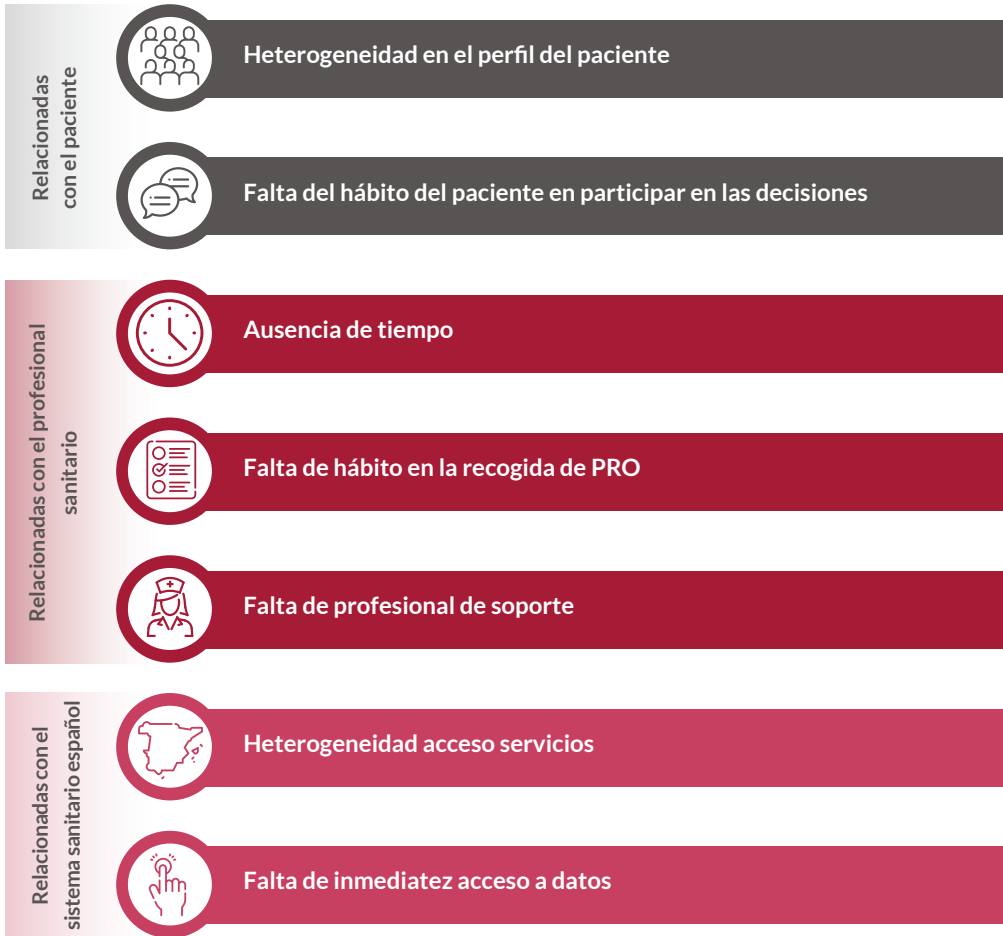 Relacionadas
con el paciente
Heterogeneidad en el perfil del paciente
Falta del hábito del paciente en participar en las decisiones
Relacionadas con el profesional
sanitario
Ausencia de tiempo
Falta de hábito en la recogida de PRO
Falta de profesional de soporte
Relacionadas con el
sistema sanitario español
Heterogeneidad acceso servicios
Falta de inmediatez acceso a datos